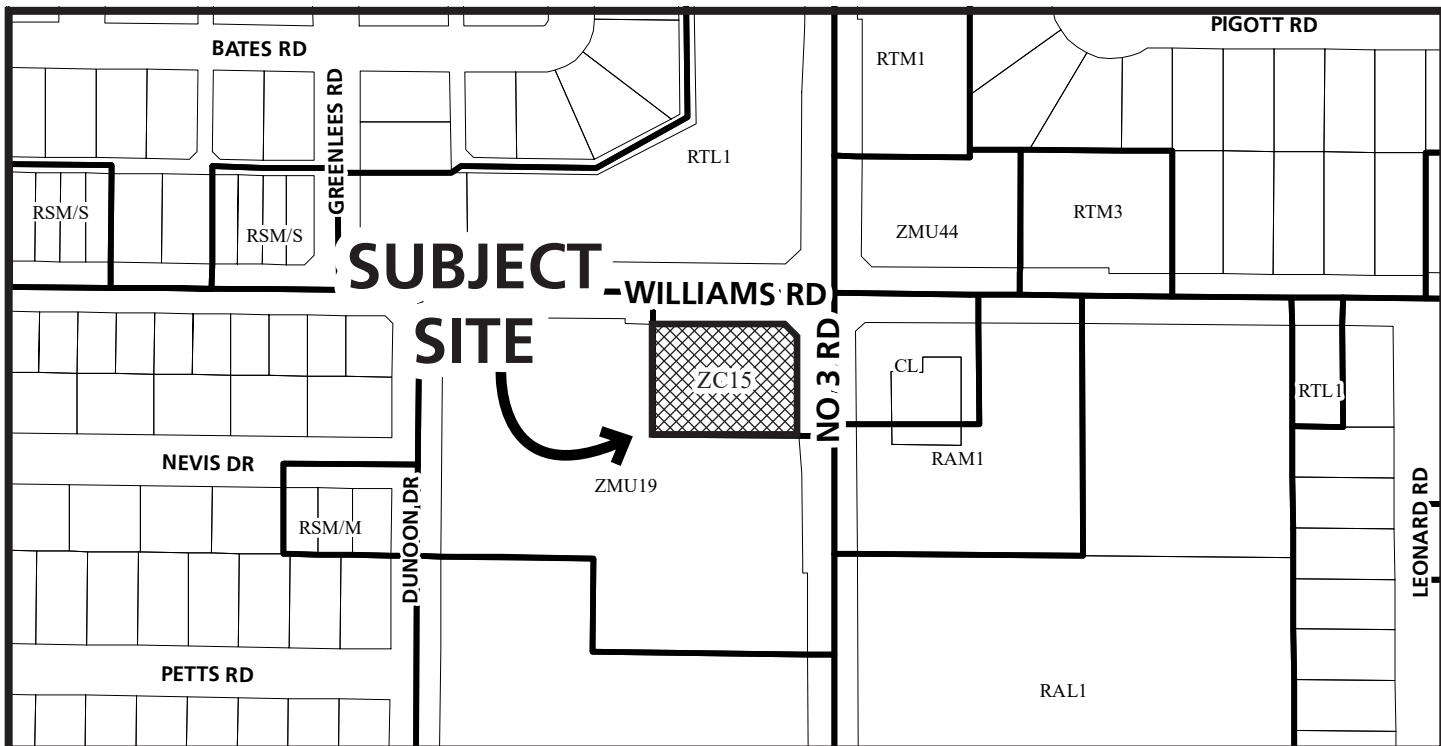 PIGOTT RD
BATES RD
RTM1
GREENLEES RD
RTL1
RSM/S
RSM/S
ZMU44
RTM3
SUBJECT
SITE
WILLIAMS RD
NO 3 RD
ZC15
CL
RTL1
NEVIS DR
RAM1
ZMU19
RSM/M
DUNOON DR
LEONARD RD
PETTS RD
RAL1